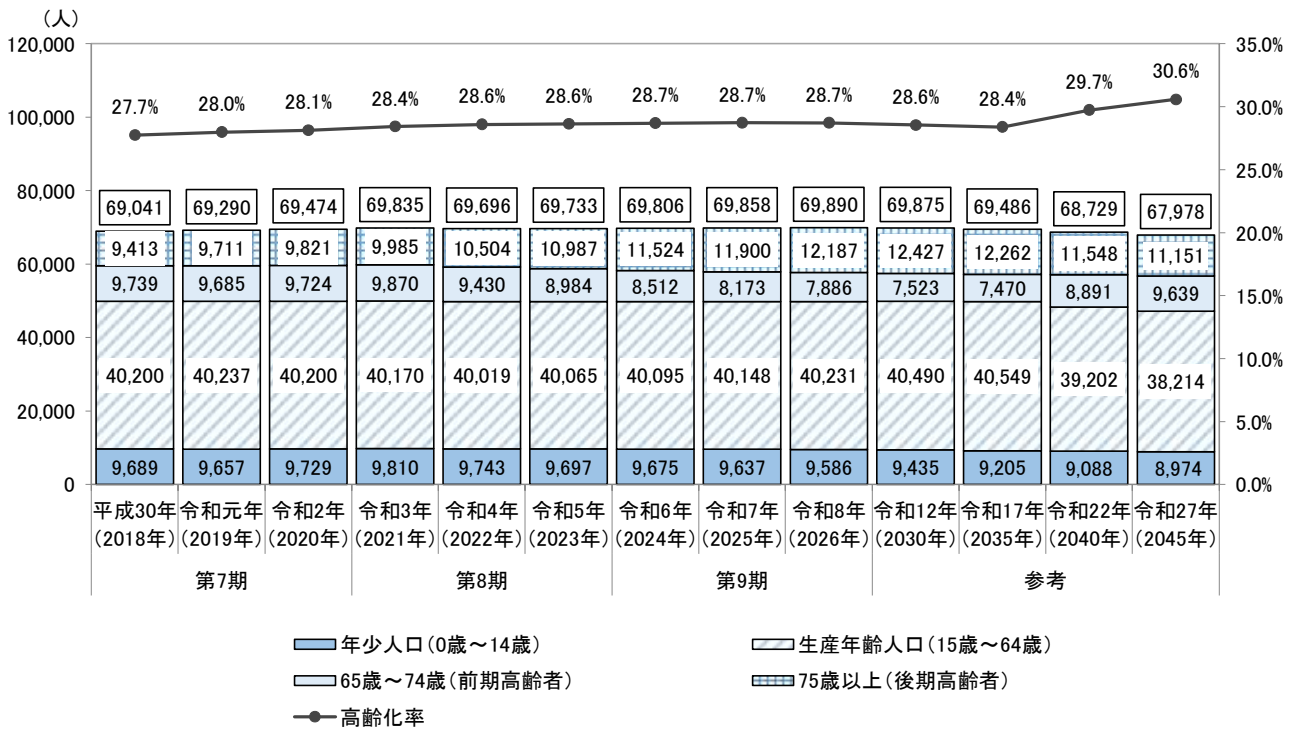 (人)
120,000
100,000
80,000
60,000
40,000
20,000
0
35.0%
30.0%
25.0%
20.0%
15.0%
10.0%
5.0%
0.0%
27.7% 28.0% 28.1% 28.4% 28.6% 28.6% 28.7% 28.7% 28.7% 28.6% 28.4% 29.7% 30.6%
69,041 69,290 69,474 69,835 69,696 69,733 69,806 69,858 69,890 69,875 69,486 68,729 67,978
9,413 9,711 9,821 9,985 10,504 10,987 11,524 11,900 12,187 12,427 12,262 11,548 11,151
9,739 9,685 9,724 9,870 9,430 8,984 8,512 8,173 7,886 7,523 7,470 8,891 9,639
40,200 40,237 40,200 40,170 40,019 40,065 40,095 40,148 40,231 40,490 40,549 39,202 38,214
9,689 9,657 9,729 9,810 9,743 9,697 9,675 9,637 9,586 9,435 9,205 9,088 8,974
平成30年 令和元年 令和2年 令和3年 令和4年 令和5年 令和6年 令和7年 令和8年 令和12年 令和17年 令和22年 令和27年
(2018年) (2019年) (2020年) (2021年) (2022年) (2023年) (2024年) (2025年) (2026年) (2030年) (2035年) (2040年) (2045年)
第7期 第8期 第9期 参考
年少人口(0歳～14歳) 生産年齢人口(15歳～64歳)
65歳～74歳(前期高齢者) 75歳以上(後期高齢者)
高齢化率